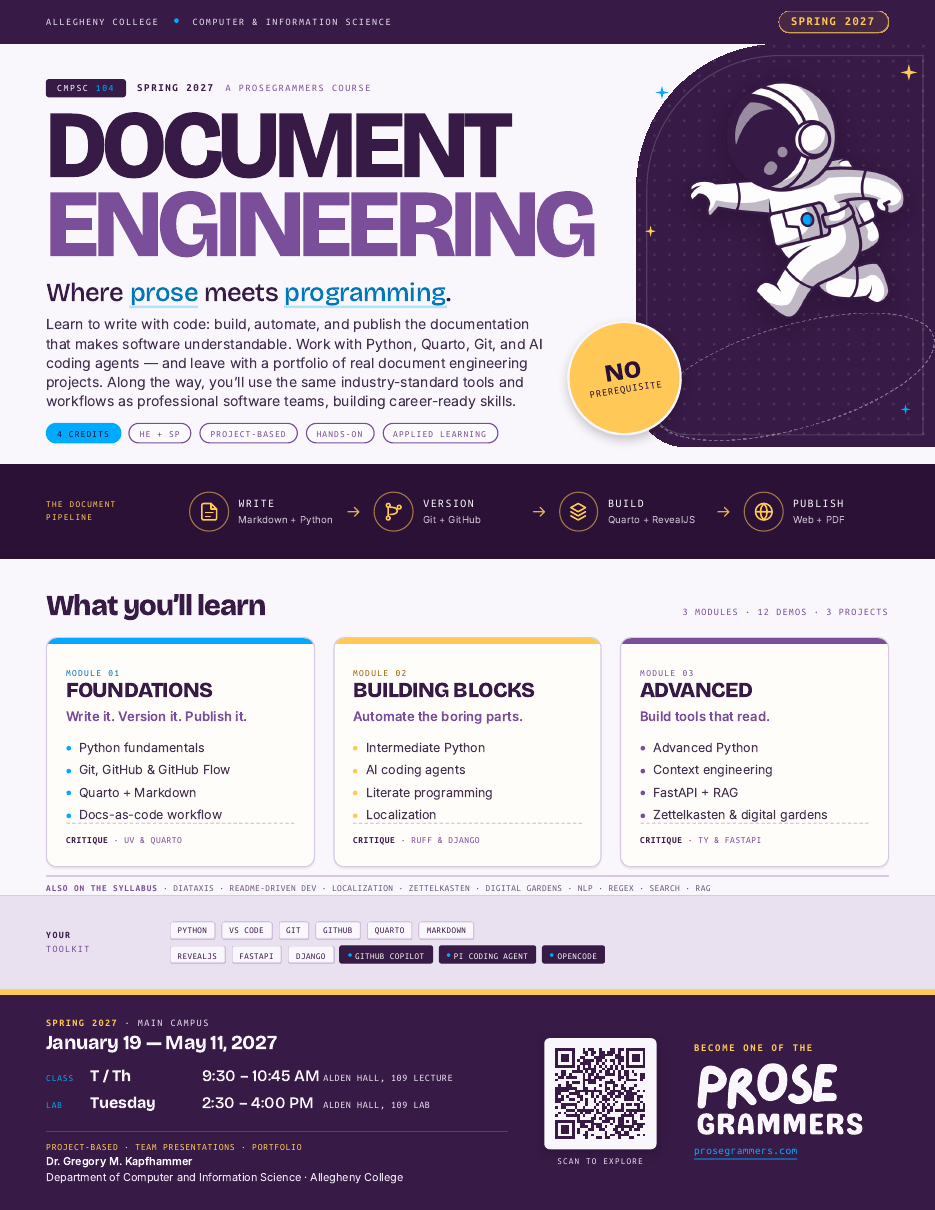 ALLEGHENY COLLEGE • COMPUTER & INFORMATION SCIENCE
SPRING 2027
CMPSC 104 SPRING 2027 A PROSEGRAMMERS COURSE
DOCUMENT
ENGINEERING
Where prose meets programming.
Learn to write with code: build, automate, and publish the documentation
that makes software understandable. Work with Python, Quarto, Git, and AI
coding agents — and leave with a portfolio of real document engineering
projects. Along the way, you'll use the same industry-standard tools and
workflows as professional software teams, building career-ready skills.
NO
PREREQUISITE
4 CREDITS HE + SP PROJECT-BASED HANDS-ON APPLIED LEARNING
THE DOCUMENT
PIPELINE
WRITE
Markdown + Python
→
VERSION
Git + GitHub
→
BUILD
Quarto + RevealJS
→
PUBLISH
Web + PDF
What you'll learn
3 MODULES · 12 DEMOS · 3 PROJECTS
MODULE 01
FOUNDATIONS
Write it. Version it. Publish it.
• Python fundamentals
• Git, GitHub & GitHub Flow
• Quarto + Markdown
• Docs-as-code workflow
CRITIQUE · UV & QUARTO
MODULE 02
BUILDING BLOCKS
Automate the boring parts.
• Intermediate Python
• AI coding agents
• Literate programming
• Localization
CRITIQUE · RUFF & DJANGO
MODULE 03
ADVANCED
Build tools that read.
• Advanced Python
• Context engineering
• FastAPI + RAG
• Zettelkasten & digital gardens
CRITIQUE · TY & FASTAPI
ALSO ON THE SYLLABUS · DIATAXIS · README-DRIVEN DEV · LOCALIZATION · ZETTELKASTEN · DIGITAL GARDENS · NLP · REGEX · SEARCH · RAG
YOUR
TOOLKIT
PYTHON VS CODE GIT GITHUB QUARTO MARKDOWN
REVEALJS FASTAPI DJANGO • GITHUB COPILOT • PI CODING AGENT • OPENCODE
SPRING 2027 · MAIN CAMPUS
January 19 — May 11, 2027
CLASS T / Th 9:30 – 10:45 AM ALDEN HALL, 109 LECTURE
LAB Tuesday 2:30 – 4:00 PM ALDEN HALL, 109 LAB
PROJECT-BASED · TEAM PRESENTATIONS · PORTFOLIO
Dr. Gregory M. Kapfhammer
Department of Computer and Information Science · Allegheny College
SCAN TO EXPLORE
BECOME ONE OF THE
PROSE
GRAMMERS
prosegrammers.com